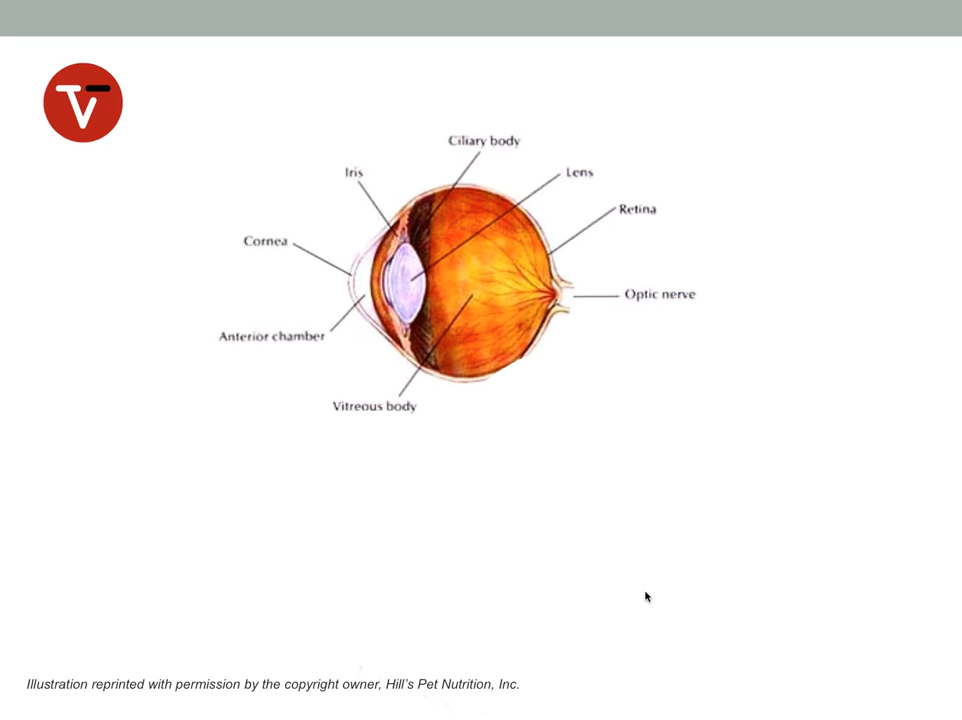 Ciliary body
Iris
Lens
Retina
Cornea
Optic nerve
Anterior chamber
Vitreous body
Illustration reprinted with permission by the copyright owner, Hill's Pet Nutrition, Inc.